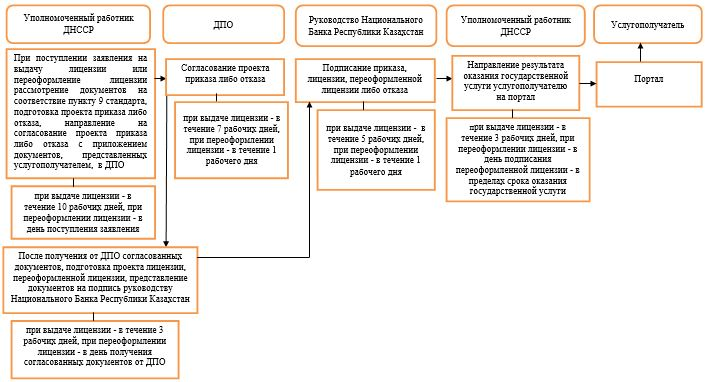 Уполномоченный работник
ДНССР
ДПО
Руководство Национального
Банка Республики Казахстан
Уполномоченный работник
ДНССР
Услугополучатель
При поступлении заявления на
выдачу лицензии или
переоформление лицензии
рассмотрение документов на
соответствие пункту 9 стандарта,
подготовка проекта приказа либо
отказа, направление на
согласование проекта приказа
либо отказа с приложением
документов, представленных
услугополучателем, в ДПО
при выдаче лицензии - в
течение 10 рабочих дней, при
переоформлении лицензии - в
день поступления заявления
Согласование проекта
приказа либо отказа
при выдаче лицензии - в
течение 7 рабочих дней,
при переоформлении
лицензии - в течение 1
рабочего дня
Подписание приказа,
лицензии, переоформленной
лицензии либо отказа
при выдаче лицензии - в
течение 5 рабочих дней,
при переоформлении
лицензии - в течение 1
рабочего дня
Направление результата
оказания государственной
услуги услугополучателю
на портал
при выдаче лицензии - в
течение 3 рабочих дней, при
переоформлении лицензии - в
день подписания
переоформленной лицензии - в
пределах срока оказания
государственной услуги
Портал
После получения от ДПО согласованных
документов, подготовка проекта лицензии,
переоформленной лицензии, представление
документов на подпись руководству
Национального Банка Республики Казахстан
при выдаче лицензии - в течение 3
рабочих дней, при переоформлении
лицензии - в день получения
согласованных документов от ДПО